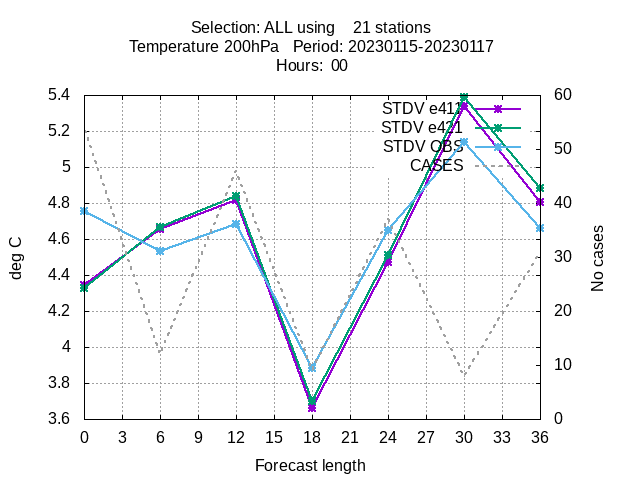 Selection: ALL using    21 stations
Temperature 200hPa   Period: 20230115-20230117
Hours:  00
5.4
5.2
5
4.8
4.6
4.4
4.2
4
3.8
3.6
60
50
40
30
20
10
0
STDV e411
STDV e421
STDV OBS
CASES
deg C
No cases
0 3 6 9 12 15 18 21 24 27 30 33 36
Forecast length